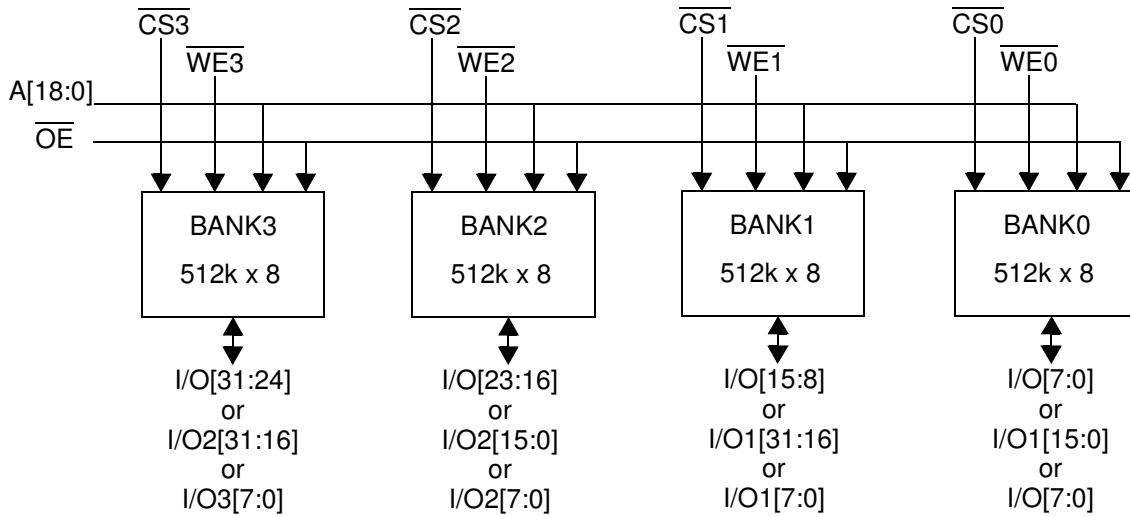 CS3 CS2 CS1 CS0
WE3 WE2 WE1 WE0
A[18:0]
OE
BANK3 BANK2 BANK1 BANK0
512k x 8 512k x 8 512k x 8 512k x 8
I/O[31:24] I/O[23:16] I/O[15:8] I/O[7:0]
or or or or
I/O2[31:16] I/O2[15:0] I/O1[31:16] I/O1[15:0]
or or or or
I/O3[7:0] I/O2[7:0] I/O1[7:0] I/O[7:0]